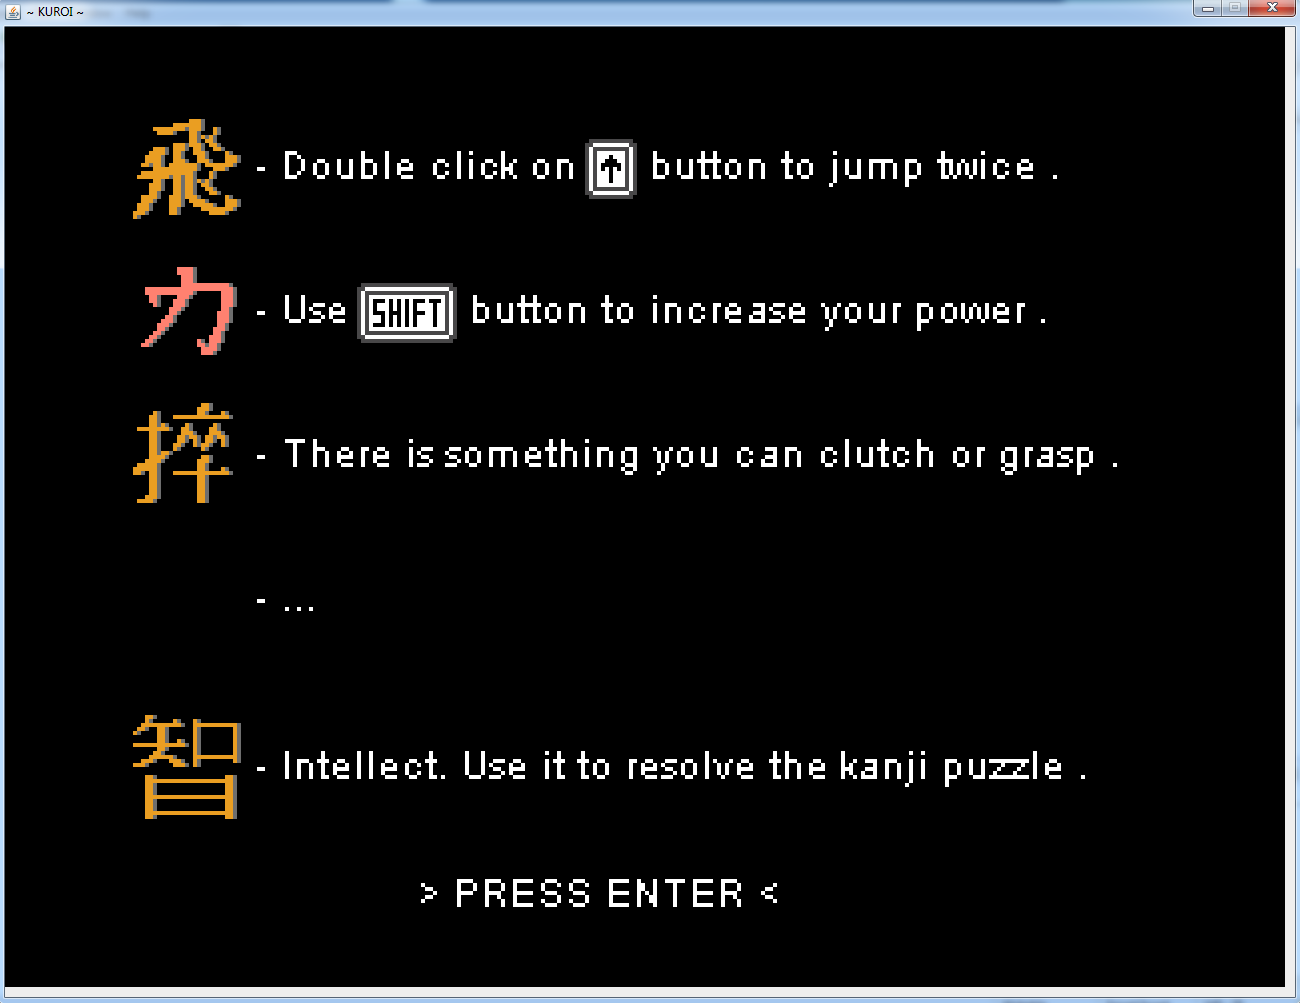 ~ KUROI ~
飛 - Double click on ↑ button to jump twice .
力 - Use SHIFT button to increase your power .
捽 - There is something you can clutch or grasp .
- ...
智 - Intellect. Use it to resolve the kanji puzzle .
> PRESS ENTER <